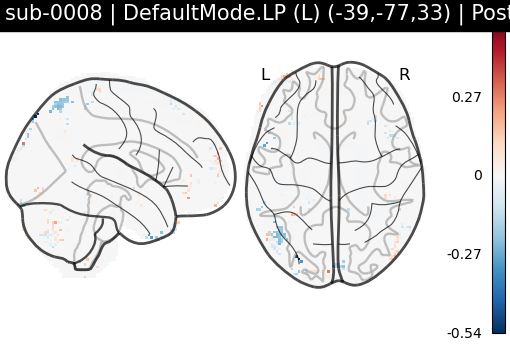 sub-0008 | DefaultMode.LP (L) (-39,-77,33) | Post
L
R
0.27
0
-0.27
-0.54